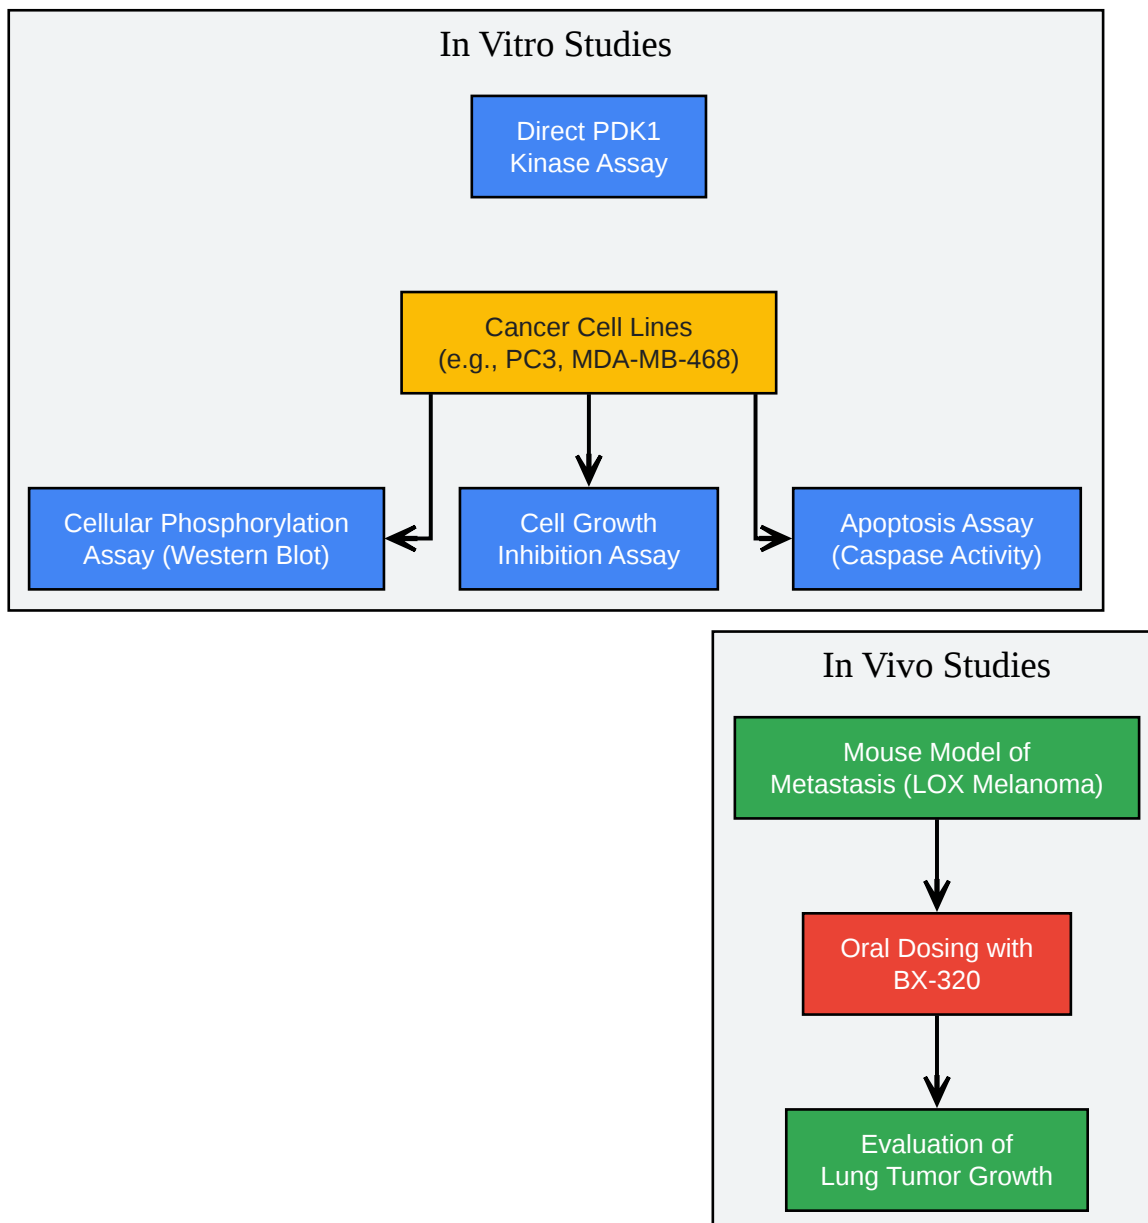 In Vitro Studies
Direct PDK1
Kinase Assay
Cancer Cell Lines
(e.g., PC3, MDA-MB-468)
Cellular Phosphorylation
Assay (Western Blot)
Cell Growth
Inhibition Assay
Apoptosis Assay
(Caspase Activity)
In Vivo Studies
Mouse Model of
Metastasis (LOX Melanoma)
Oral Dosing with
BX-320
Evaluation of
Lung Tumor Growth